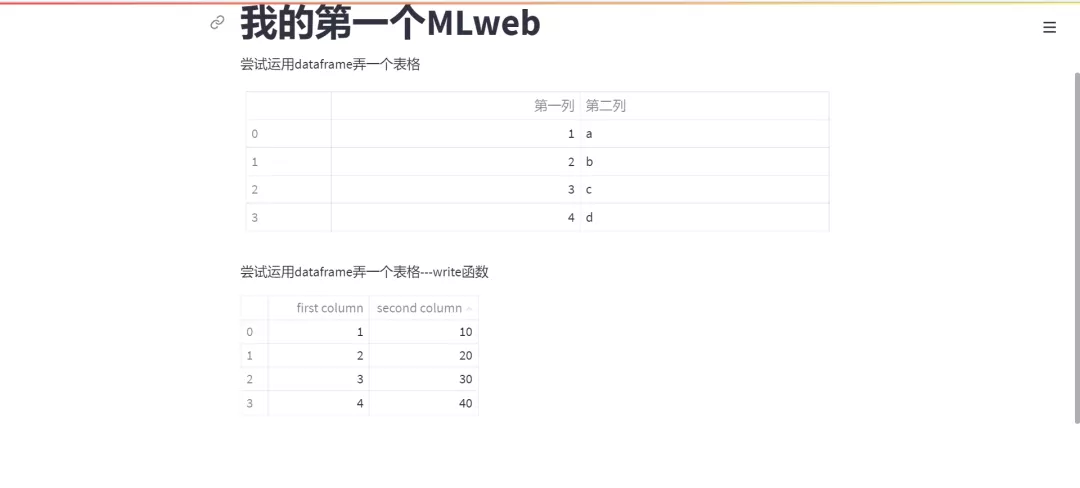 我的第一个MLweb
尝试运用dataframe弄一个表格
第一列 第二列
0 1 a
1 2 b
2 3 c
3 4 d
尝试运用dataframe弄一个表格---write函数
first column second column
0 1 10
1 2 20
2 3 30
3 4 40